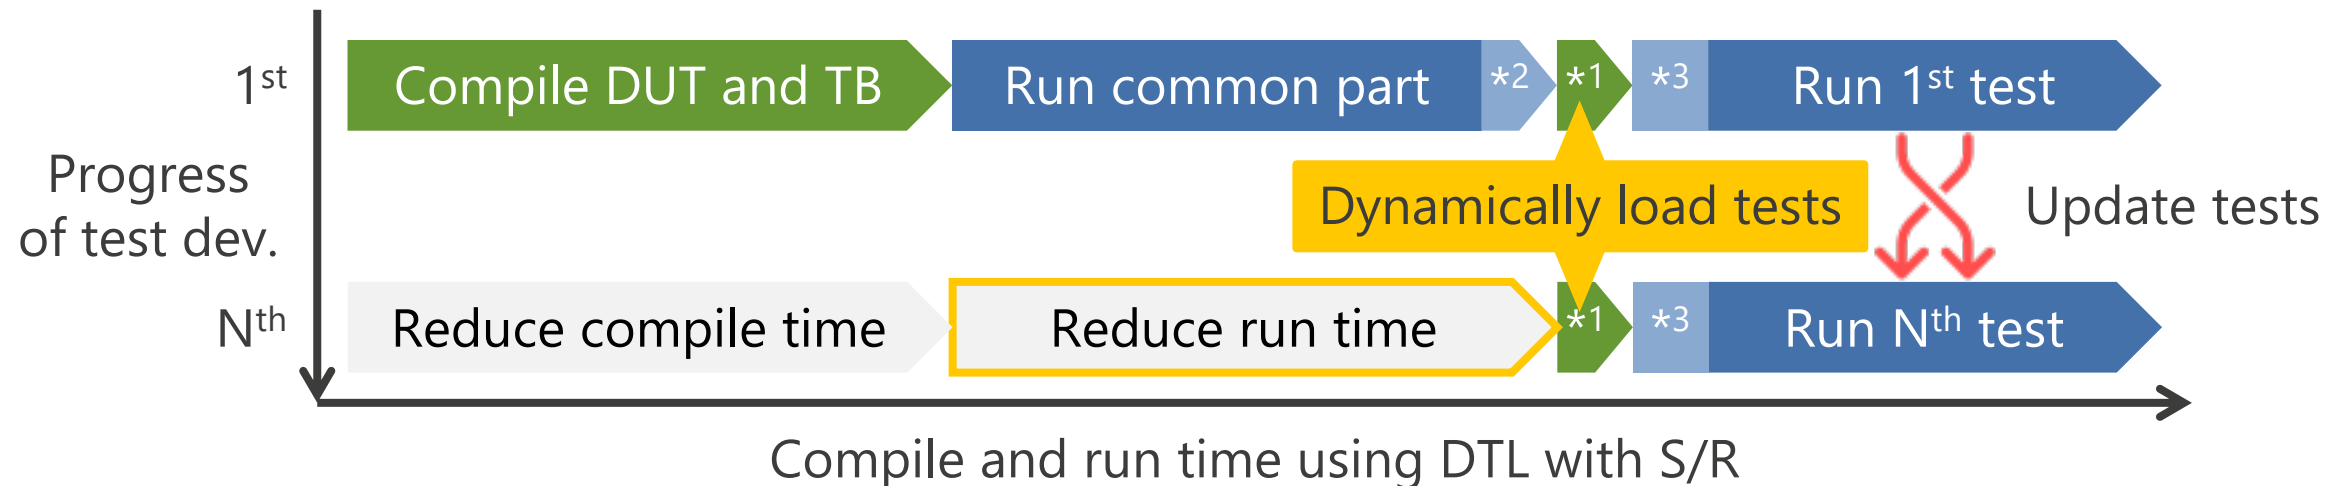 1st
Compile DUT and TB
Run common part
*2
*1
*3
Run 1st test
Progress
of test dev.
Dynamically load tests
Update tests
Nth
Reduce compile time
Reduce run time
*1
*3
Run Nth test
Compile and run time using DTL with S/R